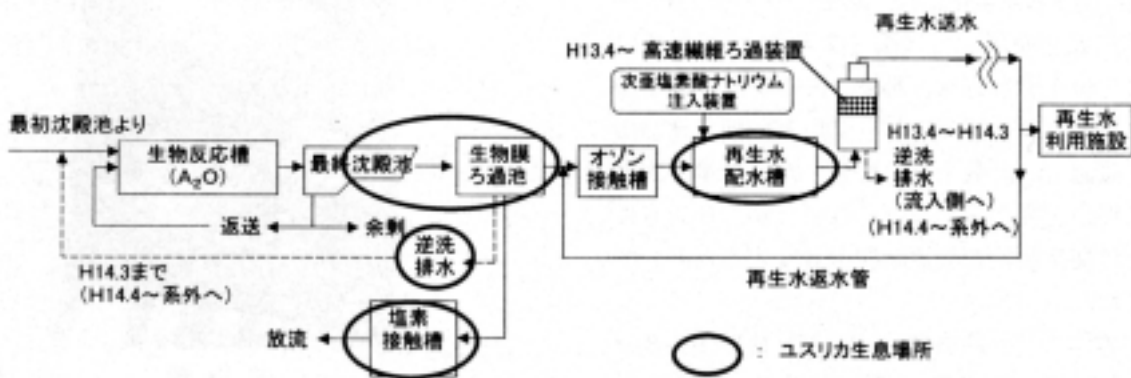 再生水送水
H13.4～ 高速繊維ろ過装置
次亜塩素酸ナトリウム
注入装置
最初沈殿池より
生物反応槽
(A₂O)
最終沈殿池
生物膜
ろ過池
オゾン
接触槽
再生水
配水槽
H13.4～H14.3
逆洗
排水
(流入側へ)
(H14.4～系外へ)
再生水
利用施設
返送
余剰
逆洗
排水
H14.3まで
(H14.4～系外へ)
再生水返水管
放流
塩素
接触槽
： ユスリカ生息場所